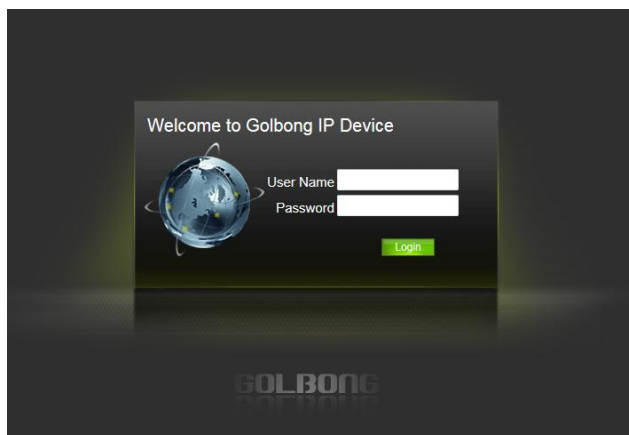 Welcome to Golbong IP Device
User Name
Password
Login
GOLBONG